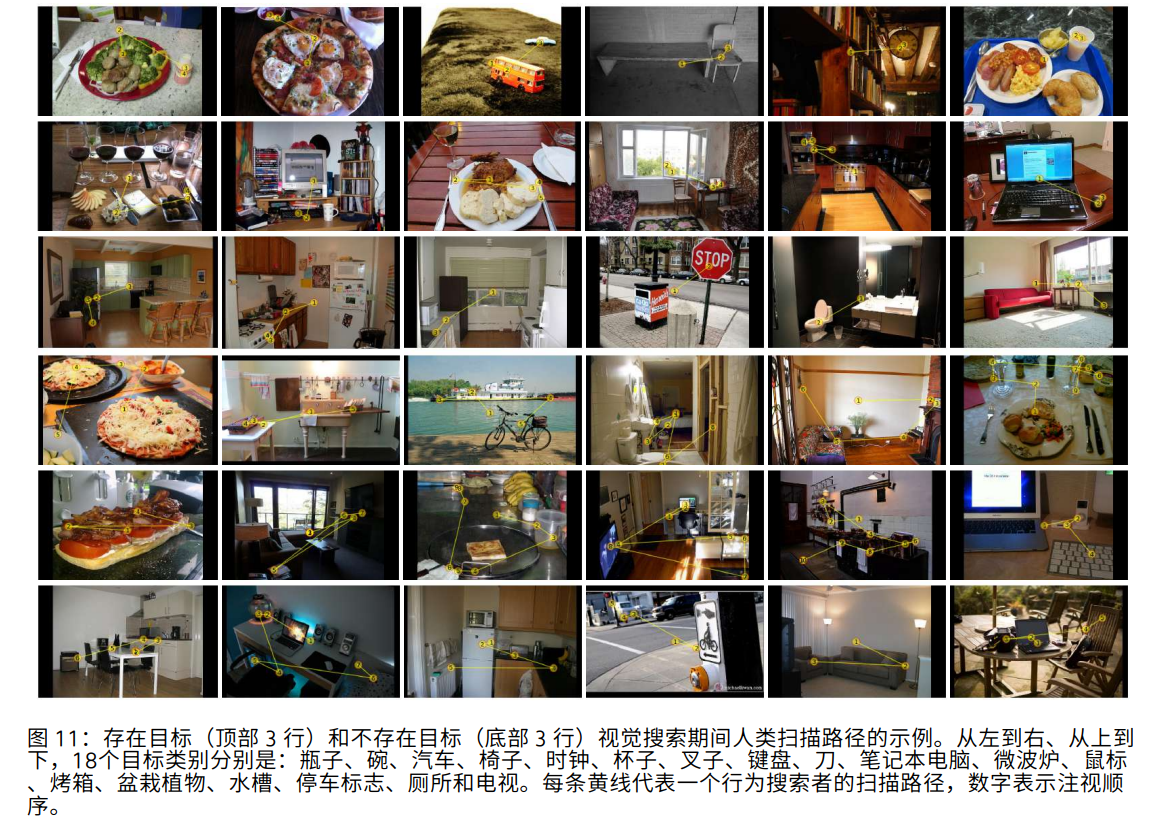 STOP
图 11：存在目标（顶部 3 行）和不存在目标（底部 3 行）视觉搜索期间人类扫描路径的示例。从左到右、从上到
下，18个目标类别分别是：瓶子、碗、汽车、椅子、时钟、杯子、叉子、键盘、刀、笔记本电脑、微波炉、鼠标
、烤箱、盆栽植物、水槽、停车标志、厕所和电视。每条黄线代表一个行为搜索者的扫描路径，数字表示注视顺
序。